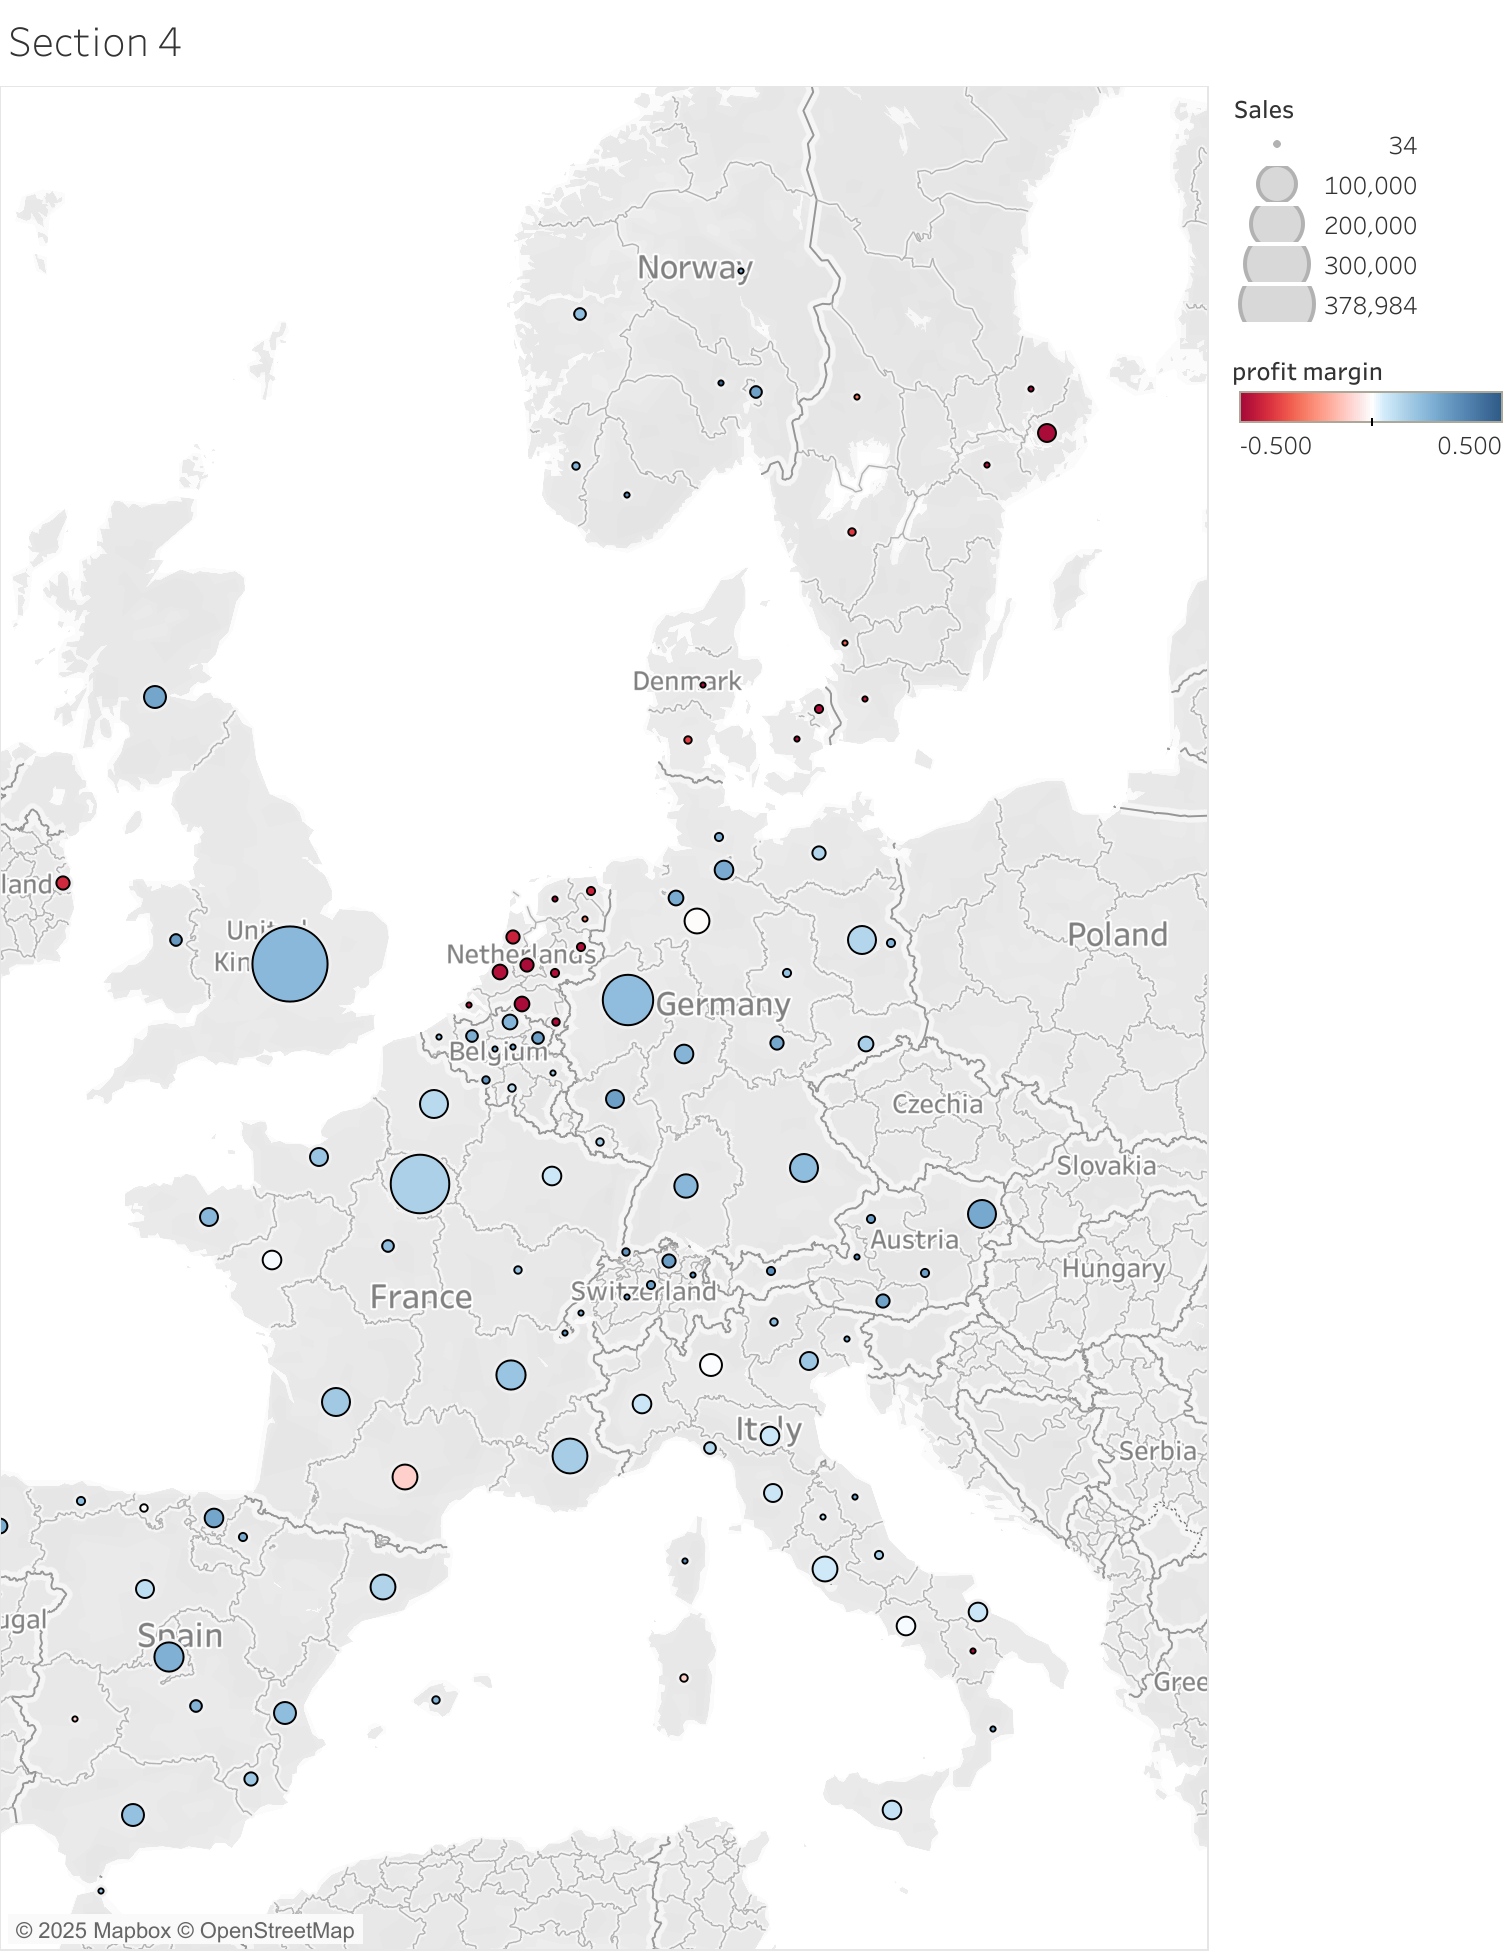 Section 4
Sales
34
100,000
200,000
300,000
378,984
profit margin
-0.500 0.500
Norway
Denmark
land
United
Kin
Netherlands
Poland
Germany
Belgium
Czechia
Slovakia
Austria
Hungary
Switzerland
France
Italy
Serbia
ugal
Spain
Gree
© 2025 Mapbox © OpenStreetMap